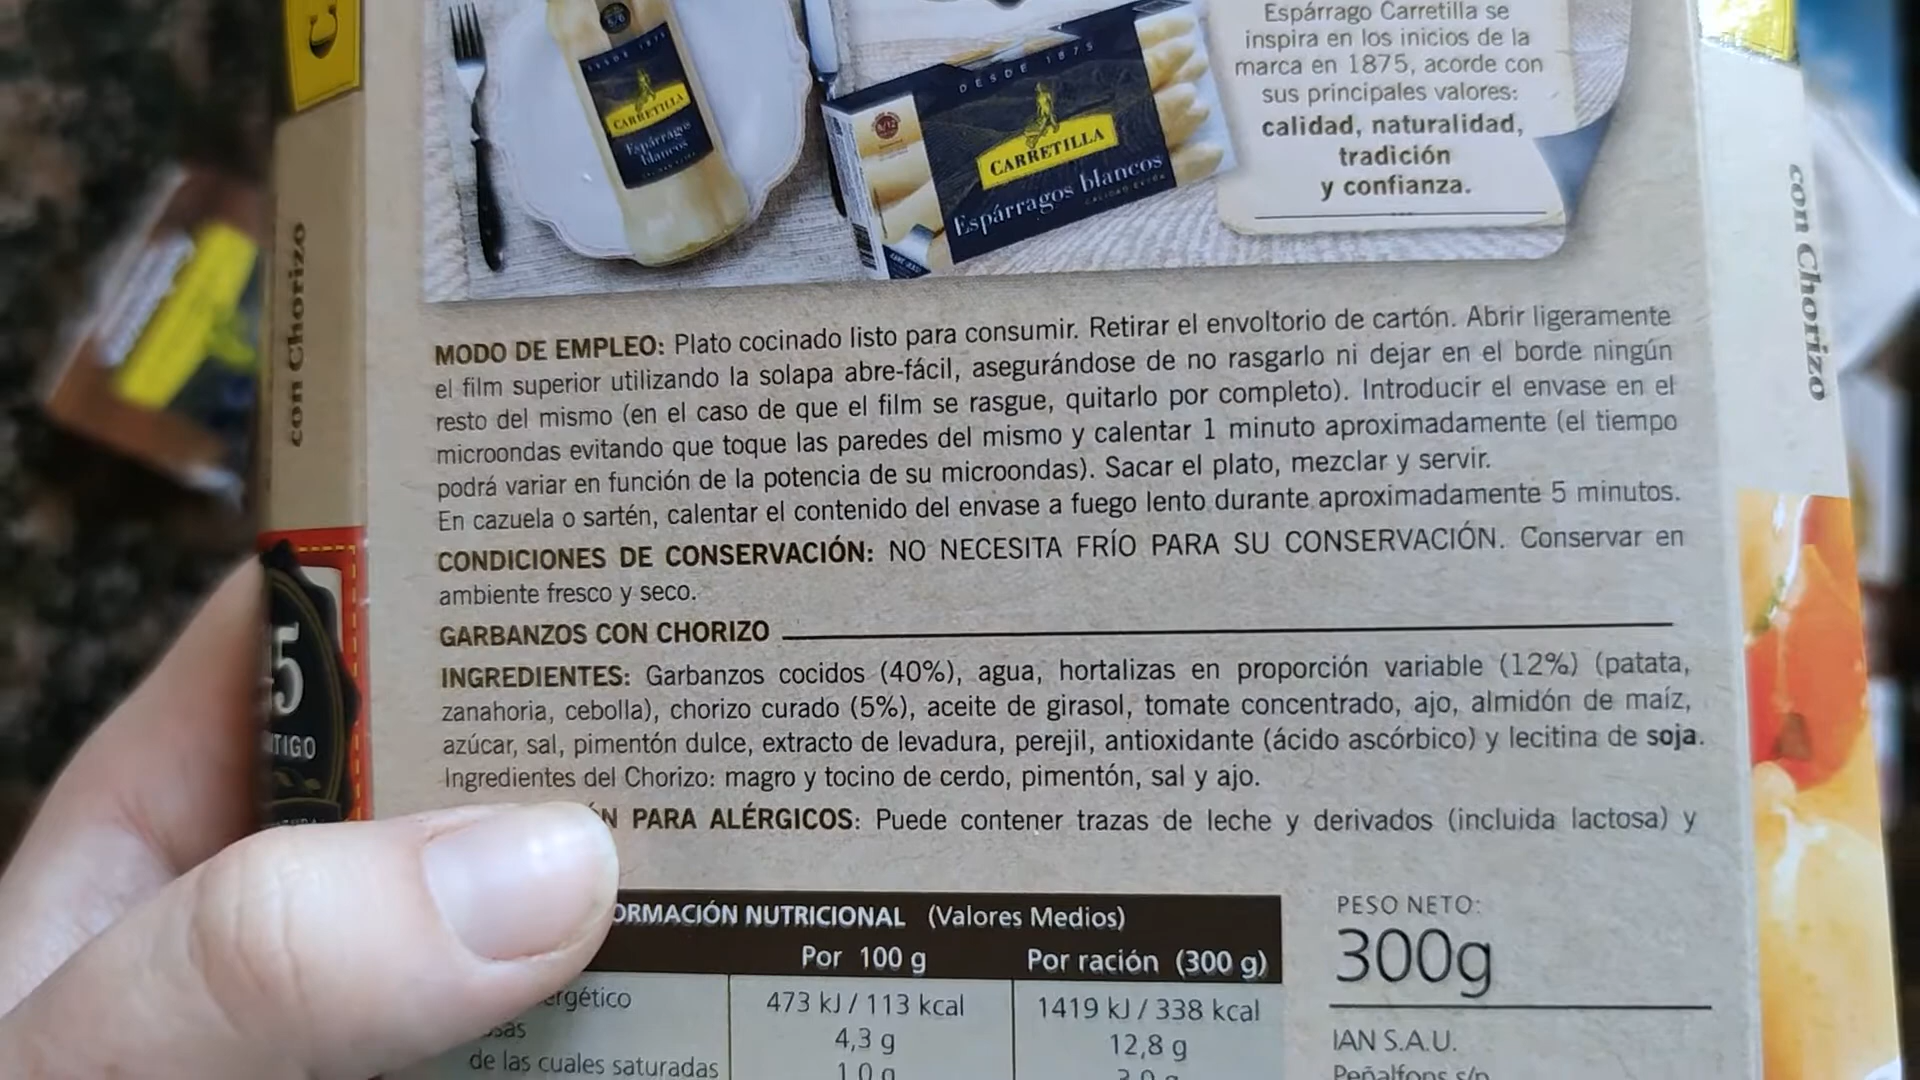 Espárrago Carretilla se
inspira en los inicios de la
marca en 1875, acorde con
sus principales valores:
calidad, naturalidad,
tradición
y confianza.
DESDE 1875
CARRETILLA
Espárragos
blancos
DESDE 1875
CARRETILLA
Espárragos blancos
con Chorizo
con Chorizo
MODO DE EMPLEO: Plato cocinado listo para consumir. Retirar el envoltorio de cartón. Abrir ligeramente
el film superior utilizando la solapa abre-fácil, asegurándose de no rasgarlo ni dejar en el borde ningún
resto del mismo (en el caso de que el film se rasgue, quitarlo por completo). Introducir el envase en el
microondas evitando que toque las paredes del mismo y calentar 1 minuto aproximadamente (el tiempo
podrá variar en función de la potencia de su microondas). Sacar el plato, mezclar y servir.
En cazuela o sartén, calentar el contenido del envase a fuego lento durante aproximadamente 5 minutos.
CONDICIONES DE CONSERVACIÓN: NO NECESITA FRÍO PARA SU CONSERVACIÓN. Conservar en
ambiente fresco y seco.
GARBANZOS CON CHORIZO
INGREDIENTES: Garbanzos cocidos (40%), agua, hortalizas en proporción variable (12%) (patata,
zanahoria, cebolla), chorizo curado (5%), aceite de girasol, tomate concentrado, ajo, almidón de maíz,
azúcar, sal, pimentón dulce, extracto de levadura, perejil, antioxidante (ácido ascórbico) y lecitina de soja.
Ingredientes del Chorizo: magro y tocino de cerdo, pimentón, sal y ajo.
ÓN PARA ALÉRGICOS: Puede contener trazas de leche y derivados (incluida lactosa) y
5
TIGO
ORMACIÓN NUTRICIONAL (Valores Medios)
Por 100 g Por ración (300 g)
ergético 473 kJ / 113 kcal 1419 kJ / 338 kcal
sas 4,3 g 12,8 g
de las cuales saturadas 1,0 g 3,0 g
PESO NETO:
300g
IAN S.A.U.
Peñalfons s/n